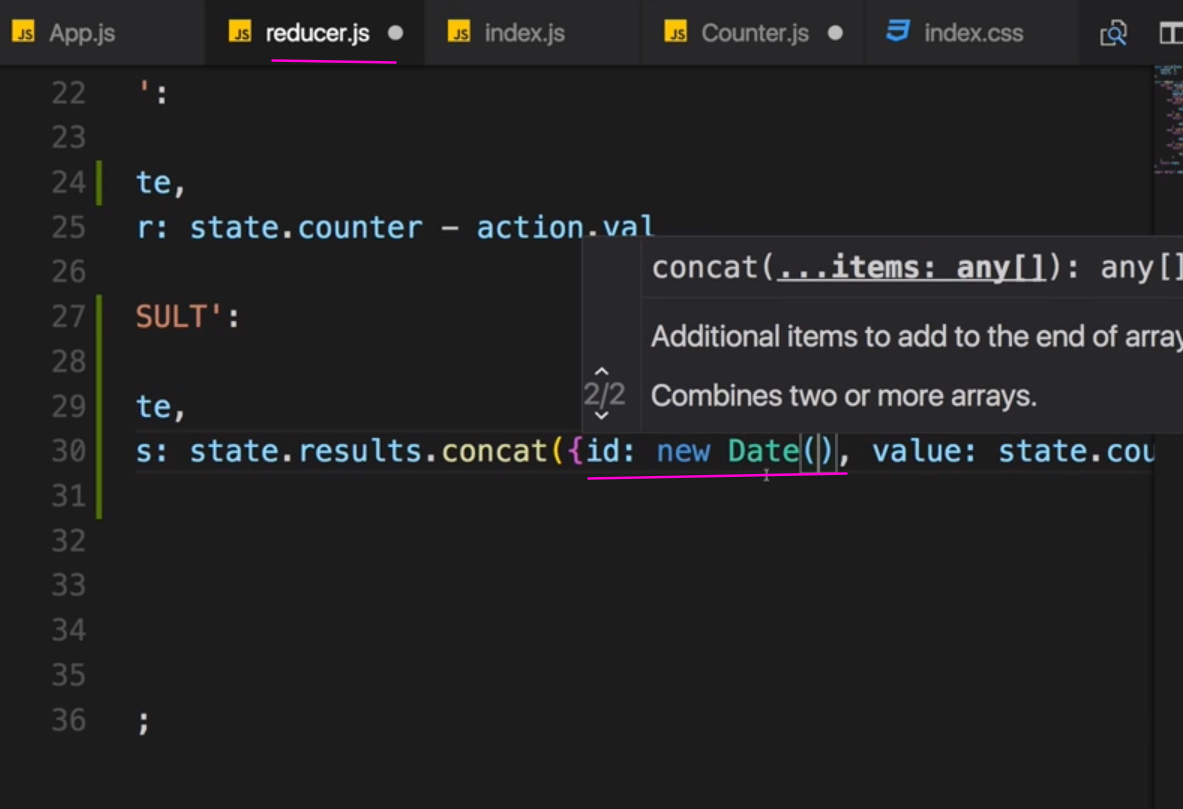 JS App.js JS reducer.js JS index.js JS Counter.js index.css
22 ':
23
24 te,
25 r: state.counter - action.val
26
concat(...items: any[]): any[]
27 SULT':
Additional items to add to the end of array
28
2/2
Combines two or more arrays.
29 te,
30 s: state.results.concat({id: new Date(), value: state.cou
31
32
33
34
35
36 ;